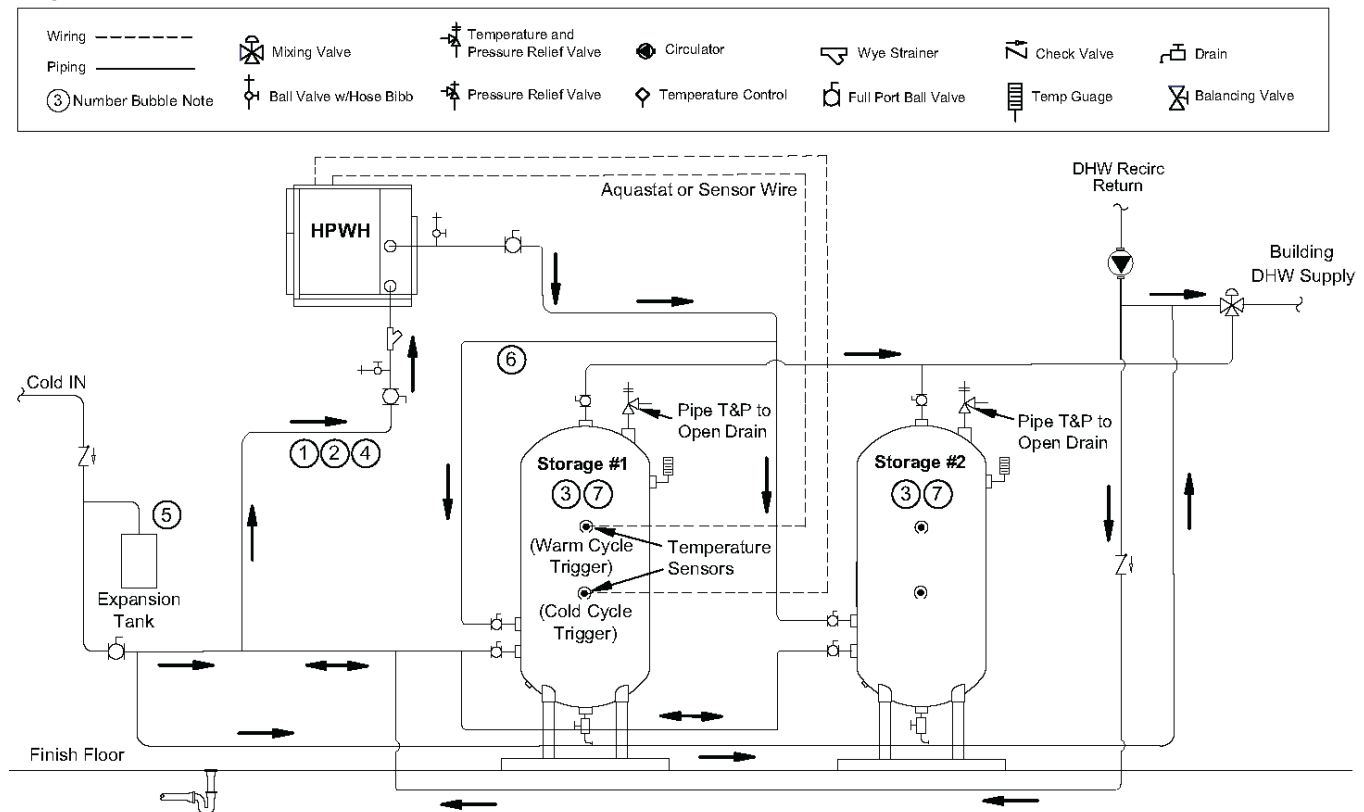 Wiring
Piping
3 Number Bubble Note
Mixing Valve
Ball Valve w/Hose Bibb
Temperature and
Pressure Relief Valve
Pressure Relief Valve
Circulator
Temperature Control
Wye Strainer
Full Port Ball Valve
Check Valve
Temp Guage
Drain
Balancing Valve
HPWH
Aquastat or Sensor Wire
DHW Recirc
Return
Building
DHW Supply
6
Cold IN
1 2 4
Pipe T&P to
Open Drain
Pipe T&P to
Open Drain
Storage #1
3 7
Storage #2
3 7
5
(Warm Cycle
Trigger)
Temperature
Sensors
(Cold Cycle
Trigger)
Expansion
Tank
Finish Floor